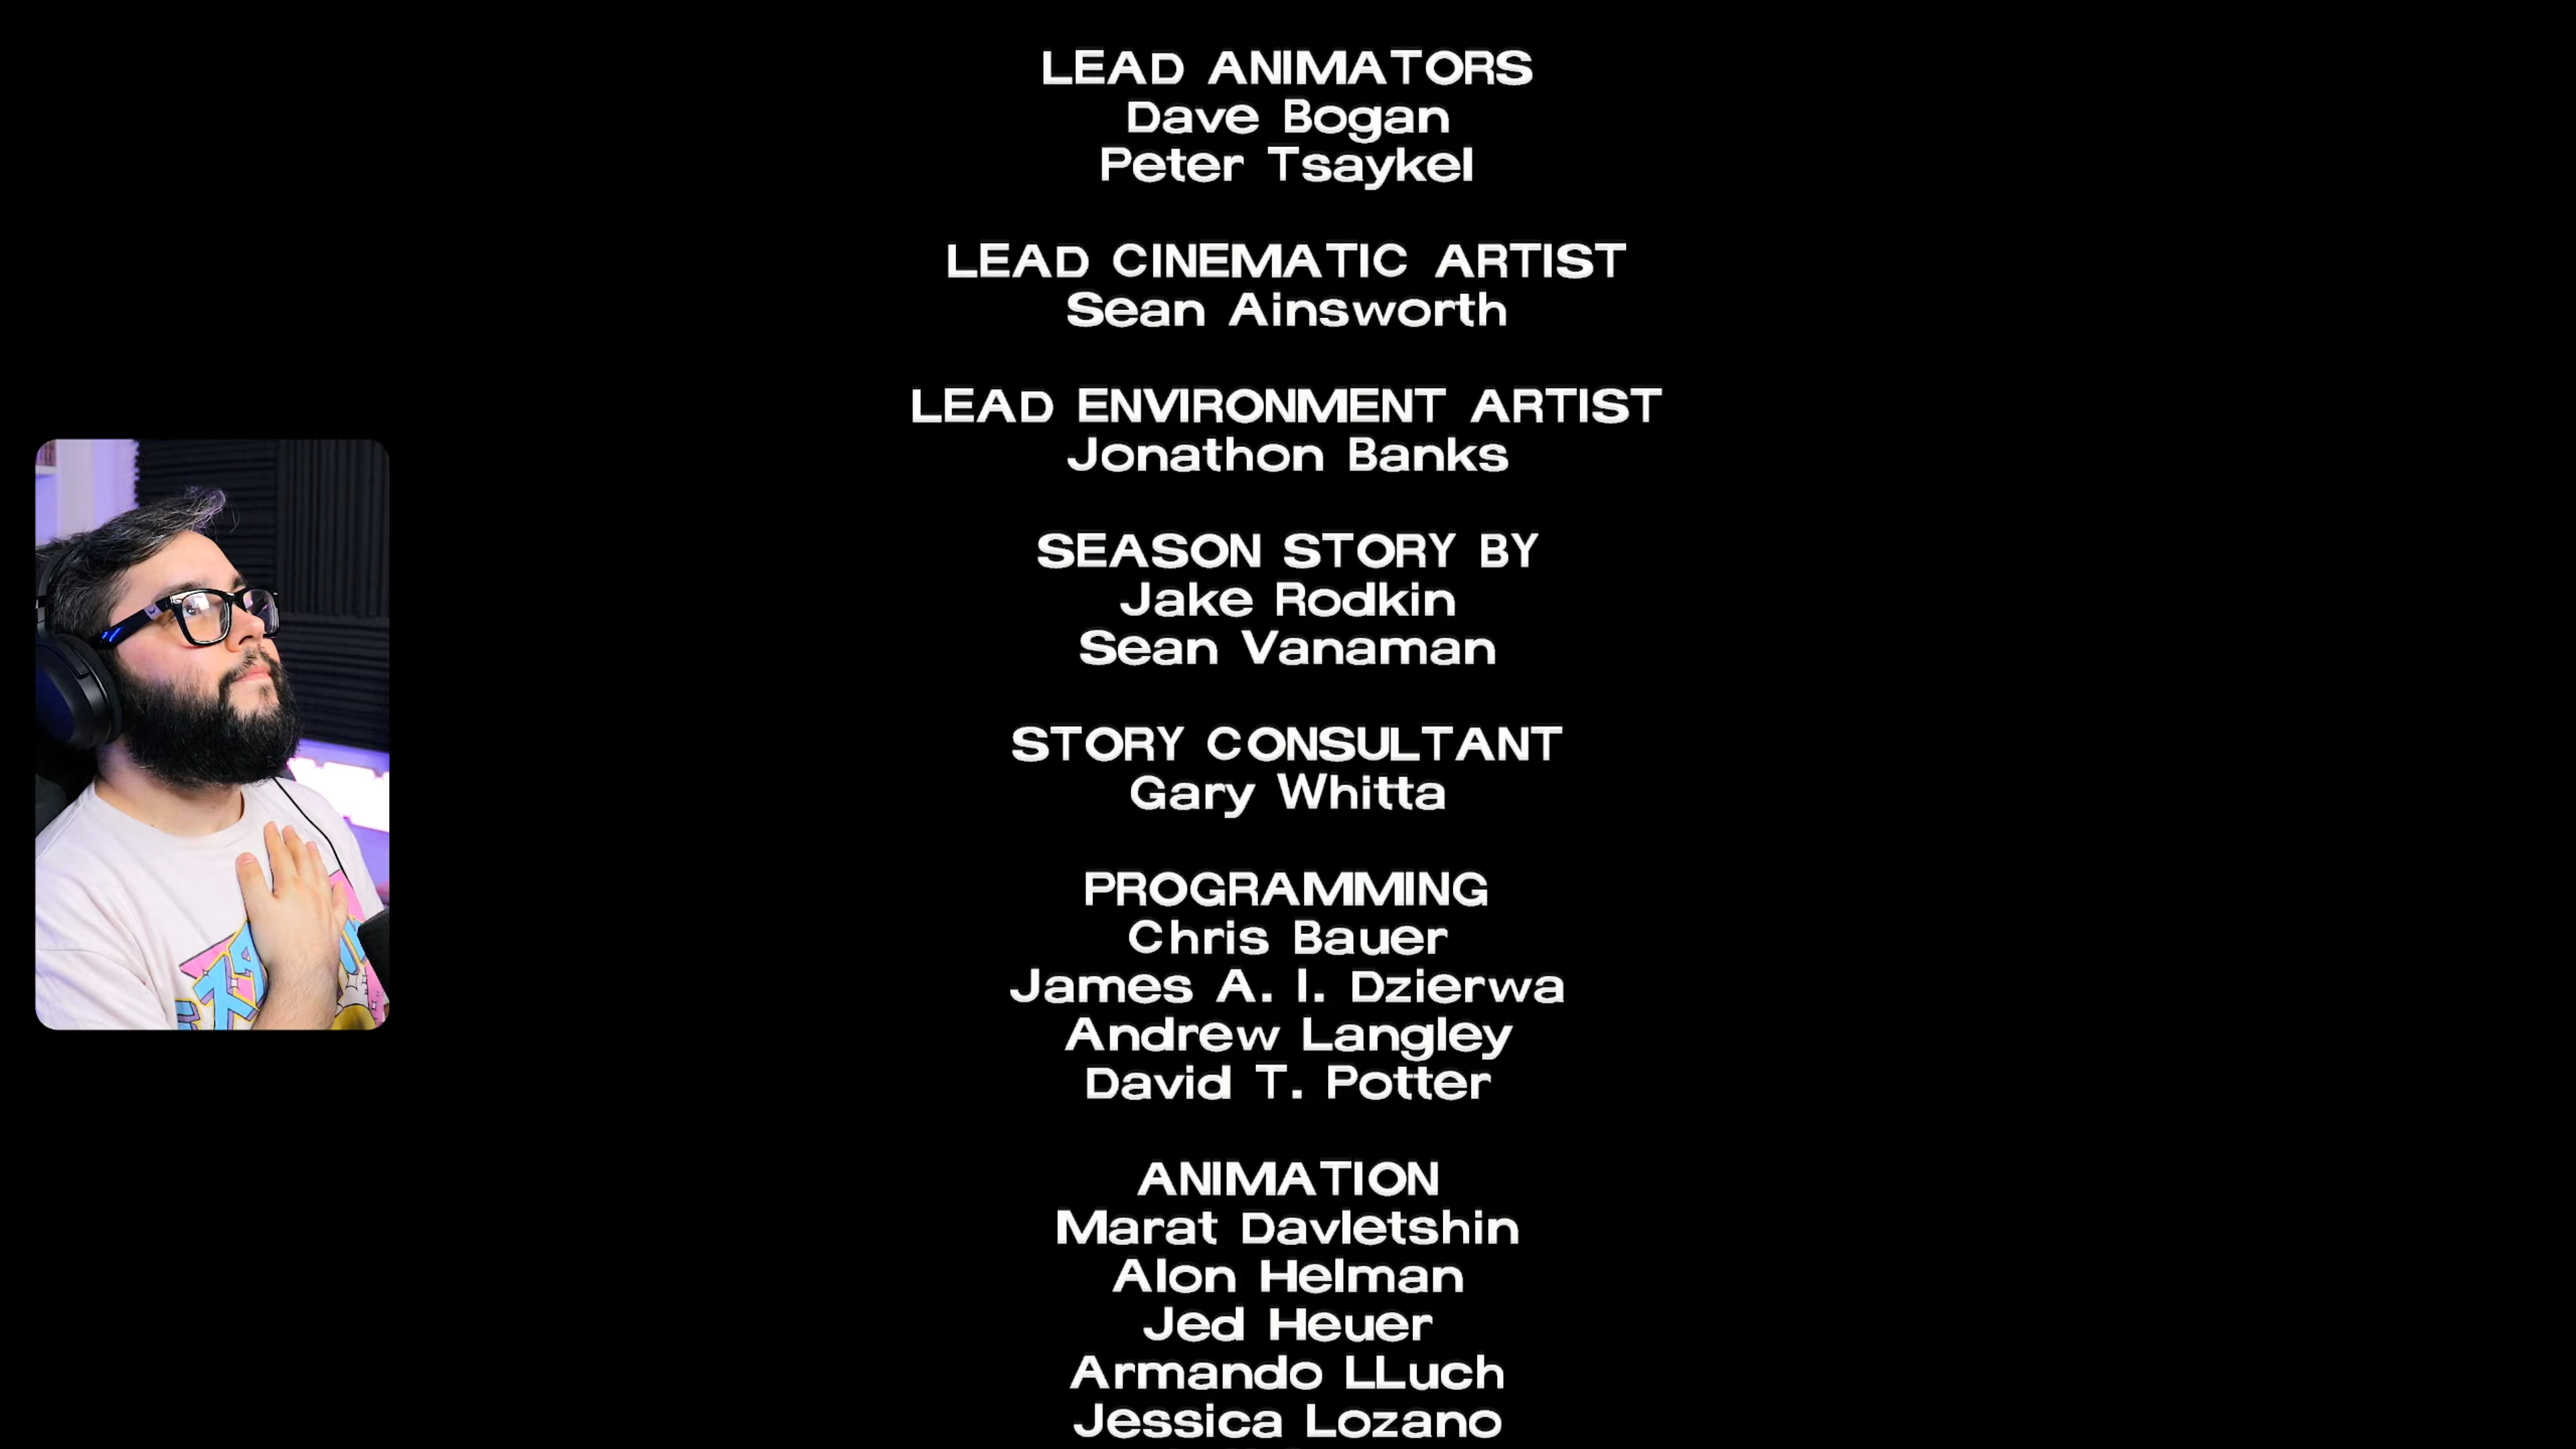 LEAD ANIMATORS
Dave Bogan
Peter Tsaykel
LEAD CINEMATIC ARTIST
Sean Ainsworth
LEAD ENVIRONMENT ARTIST
Jonathon Banks
SEASON STORY BY
Jake Rodkin
Sean Vanaman
STORY CONSULTANT
Gary Whitta
PROGRAMMING
Chris Bauer
James A. I. Dzierwa
Andrew Langley
David T. Potter
ANIMATION
Marat Davletshin
Alon Helman
Jed Heuer
Armando LLuch
Jessica Lozano